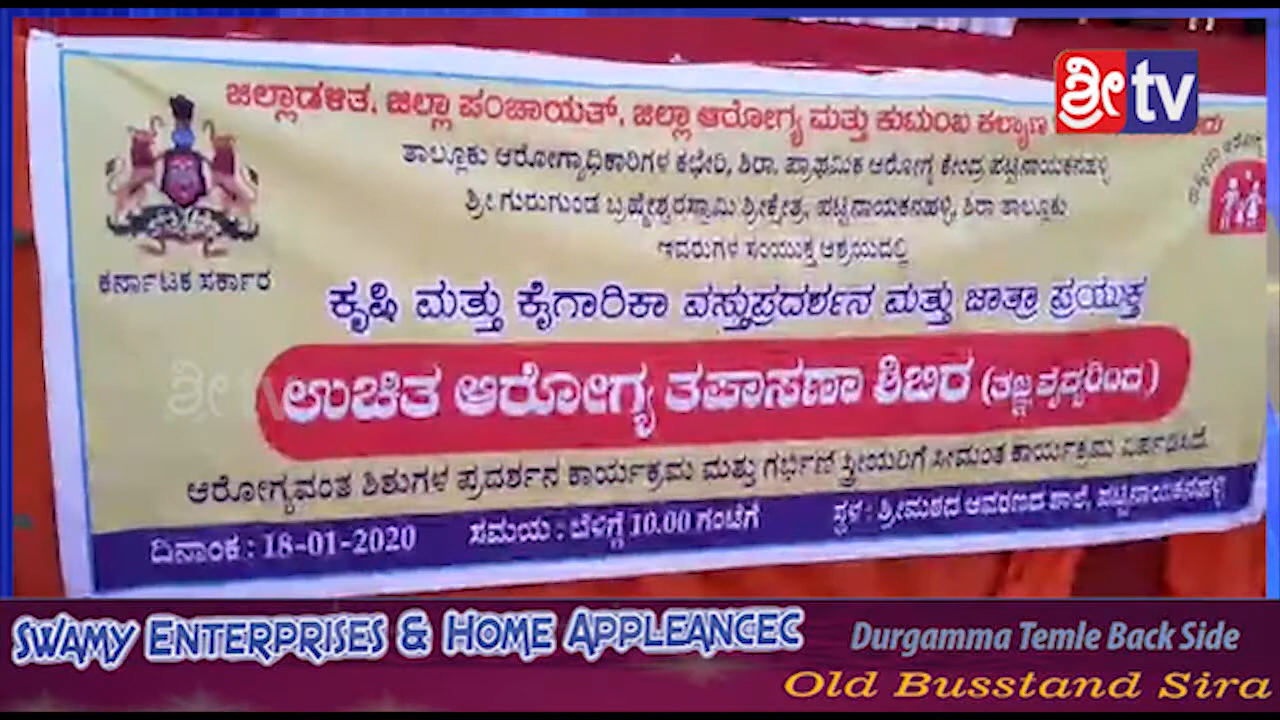 ಶ್ರೀ tv
ಜಿಲ್ಲಾಡಳಿತ, ಜಿಲ್ಲಾ ಪಂಚಾಯತ್, ಜಿಲ್ಲಾ ಆರೋಗ್ಯ ಮತ್ತು ಕುಟುಂಬ ಕಲ್ಯಾಣ
ತಾಲ್ಲೂಕು ಆರೋಗ್ಯಾಧಿಕಾರಿಗಳ ಕಛೇರಿ, ಶಿರಾ. ಪ್ರಾಥಮಿಕ ಆರೋಗ್ಯ ಕೇಂದ್ರ ಪಟ್ಟನಾಯಕನಹಳ್ಳಿ
ಶ್ರೀ ಗುರುಗುಂಡ ಬ್ರಹ್ಮೇಶ್ವರಸ್ವಾಮಿ ಶ್ರೀಕ್ಷೇತ್ರ, ಪಟ್ಟನಾಯಕನಹಳ್ಳಿ, ಶಿರಾ ತಾಲ್ಲೂಕು
ಇವರುಗಳ ಸಂಯುಕ್ತ ಆಶ್ರಯದಲ್ಲಿ
ಕರ್ನಾಟಕ ಸರ್ಕಾರ
ಕೃಷಿ ಮತ್ತು ಕೈಗಾರಿಕಾ ವಸ್ತುಪ್ರದರ್ಶನ ಮತ್ತು ಜಾತ್ರಾ ಪ್ರಯುಕ್ತ
ಶ್ರೀ tv
ಉಚಿತ ಆರೋಗ್ಯ ತಪಾಸಣಾ ಶಿಬಿರ (ತಜ್ಞ ವೈದ್ಯರಿಂದ)
ಆರೋಗ್ಯವಂತ ಶಿಶುಗಳ ಪ್ರದರ್ಶನ ಕಾರ್ಯಕ್ರಮ ಮತ್ತು ಗರ್ಭಿಣಿ ಸ್ತ್ರೀಯರಿಗೆ ಸೀಮಂತ ಕಾರ್ಯಕ್ರಮ ಏರ್ಪಡಿಸಿದೆ.
ದಿನಾಂಕ : 18-01-2020 ಸಮಯ : ಬೆಳಿಗ್ಗೆ 10.00 ಗಂಟೆಗೆ ಸ್ಥಳ : ಶ್ರೀಮಠದ ಆವರಣದ ಶಾಲೆ, ಪಟ್ಟನಾಯಕನಹಳ್ಳಿ
Swamy Enterprises & Home Appleancec
Durgamma Temle Back Side
Old Busstand Sira